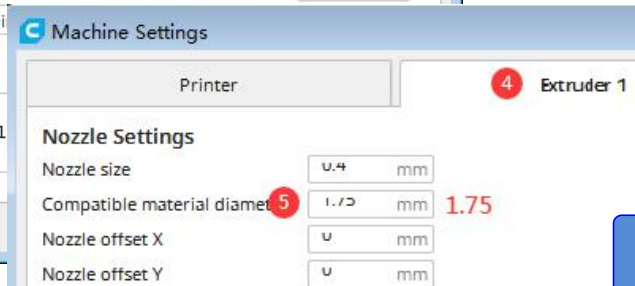 Machine Settings
Printer
4 Extruder 1
Nozzle Settings
Nozzle size 0.4 mm
Compatible material diamet 5 1.75 mm 1.75
Nozzle offset X 0 mm
Nozzle offset Y 0 mm